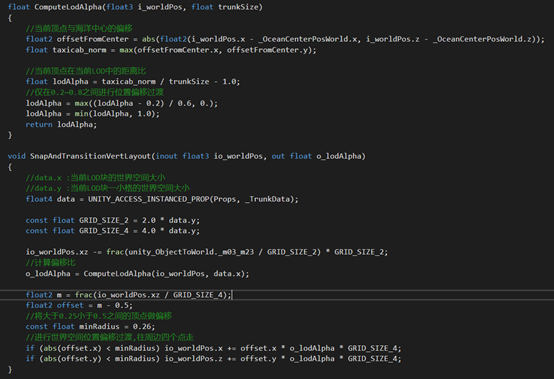 float ComputeLodAlpha(float3 i_worldPos, float trunkSize)
{
//当前顶点与海洋中心的偏移
float2 offsetFromCenter = abs(float2(i_worldPos.x - _OceanCenterPosWorld.x, i_worldPos.z - _OceanCenterPosWorld.z));
float taxicab_norm = max(offsetFromCenter.x, offsetFromCenter.y);
//当前顶点在当前LOD中的距离比
float lodAlpha = taxicab_norm / trunkSize - 1.0;
//仅在0.2~0.8之间进行位置偏移过渡
lodAlpha = max((lodAlpha - 0.2) / 0.6, 0.);
lodAlpha = min(lodAlpha, 1.0);
return lodAlpha;
}
void SnapAndTransitionVertLayout(inout float3 io_worldPos, out float o_lodAlpha)
{
//data.x :当前LOD块的世界空间大小
//data.y :当前LOD块一小格的世界空间大小
float4 data = UNITY_ACCESS_INSTANCED_PROP(Props, _TrunkData);
const float GRID_SIZE_2 = 2.0 * data.y;
const float GRID_SIZE_4 = 4.0 * data.y;
io_worldPos.xz -= frac(unity_ObjectToWorld._m03_m23 / GRID_SIZE_2) * GRID_SIZE_2;
//计算偏移比
o_lodAlpha = ComputeLodAlpha(io_worldPos, data.x);
float2 m = frac(io_worldPos.xz / GRID_SIZE_4);
float2 offset = m - 0.5;
//将大于0.25小于0.5之间的顶点做偏移
const float minRadius = 0.26;
//进行世界空间位置偏移过渡,往周边四个点走
if (abs(offset.x) < minRadius) io_worldPos.x += offset.x * o_lodAlpha * GRID_SIZE_4;
if (abs(offset.y) < minRadius) io_worldPos.z += offset.y * o_lodAlpha * GRID_SIZE_4;
}